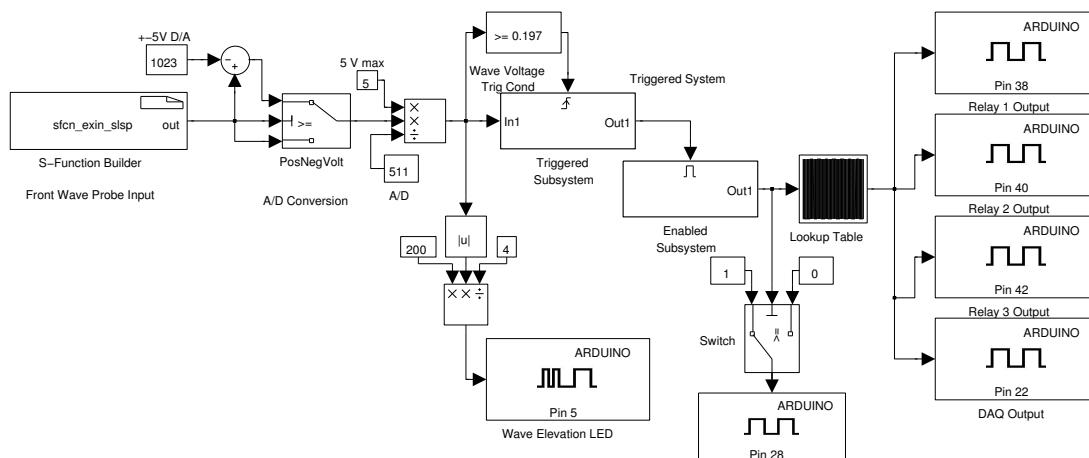 +−5V D/A
1023
−
+
sfcn_exin_slsp
out
S−Function Builder
Front Wave Probe Input
>=
PosNegVolt
A/D Conversion
5 V max
5
×
×
÷
511
A/D
>= 0.197
Wave Voltage
Trig Cond
In1
Out1
Triggered
Subsystem
Triggered System
Out1
Enabled
Subsystem
Lookup Table
|u|
200
4
× × ÷
ARDUINO
Pin 5
Wave Elevation LED
1
0
>=
Switch
ARDUINO
Pin 28
ARDUINO
Pin 38
Relay 1 Output
ARDUINO
Pin 40
Relay 2 Output
ARDUINO
Pin 42
Relay 3 Output
ARDUINO
Pin 22
DAQ Output